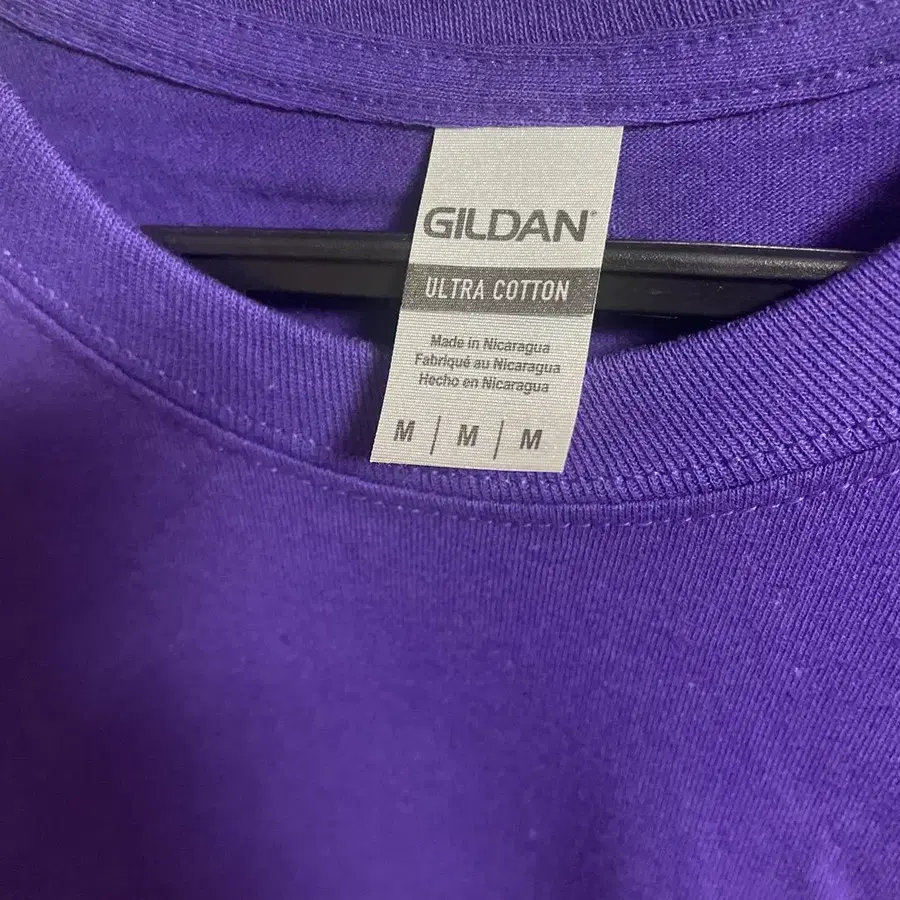 GILDAN®
ULTRA COTTON
Made in Nicaragua
Fabriqué au Nicaragua
Hecho en Nicaragua
M | M | M